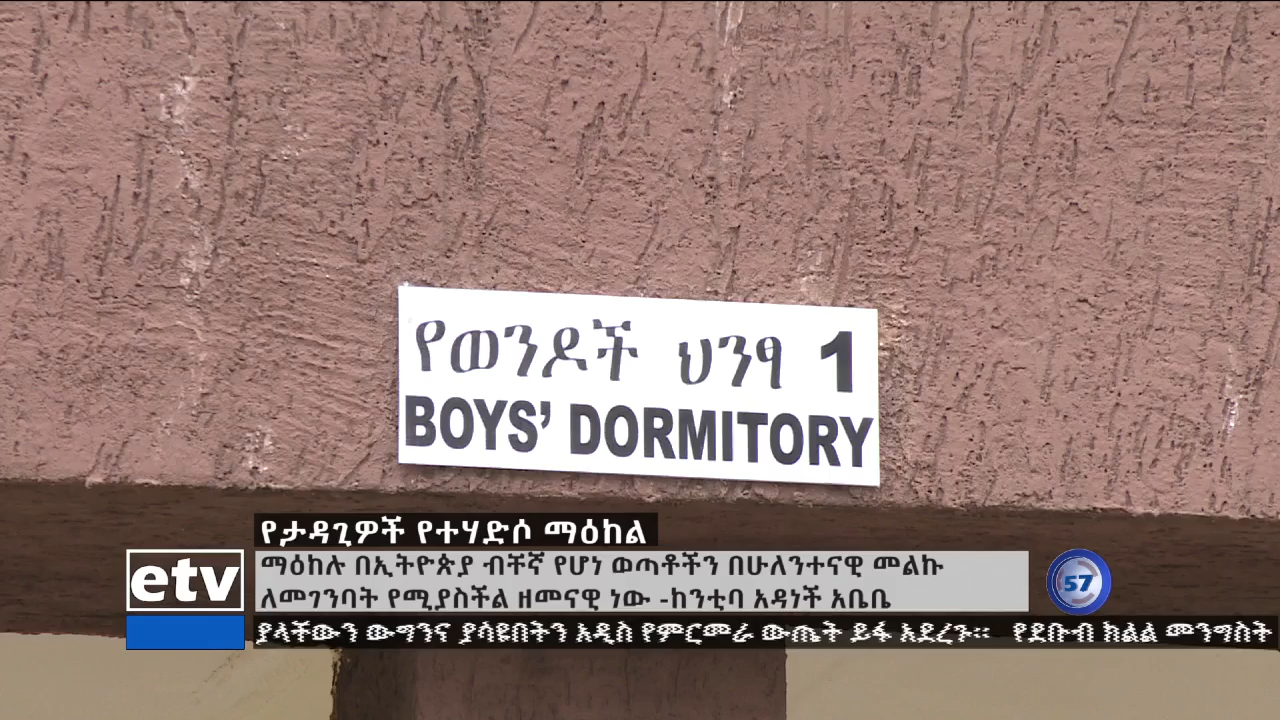 የወንዶች ህንፃ 1
BOYS' DORMITORY
የታዳጊዎች የተሃድሶ ማዕከል
etv
ማዕከሉ በኢትዮጵያ ብቸኛ የሆነ ወጣቶችን በሁለንተናዊ መልኩ
ለመገንባት የሚያስችል ዘመናዊ ነው -ከንቲባ አዳነች አቤቤ
57
ያላቸውን ውግንና ያሳዩበትን አዲስ የምርመራ ውጤት ይፋ አደረጉ። የደቡብ ክልል መንግስት